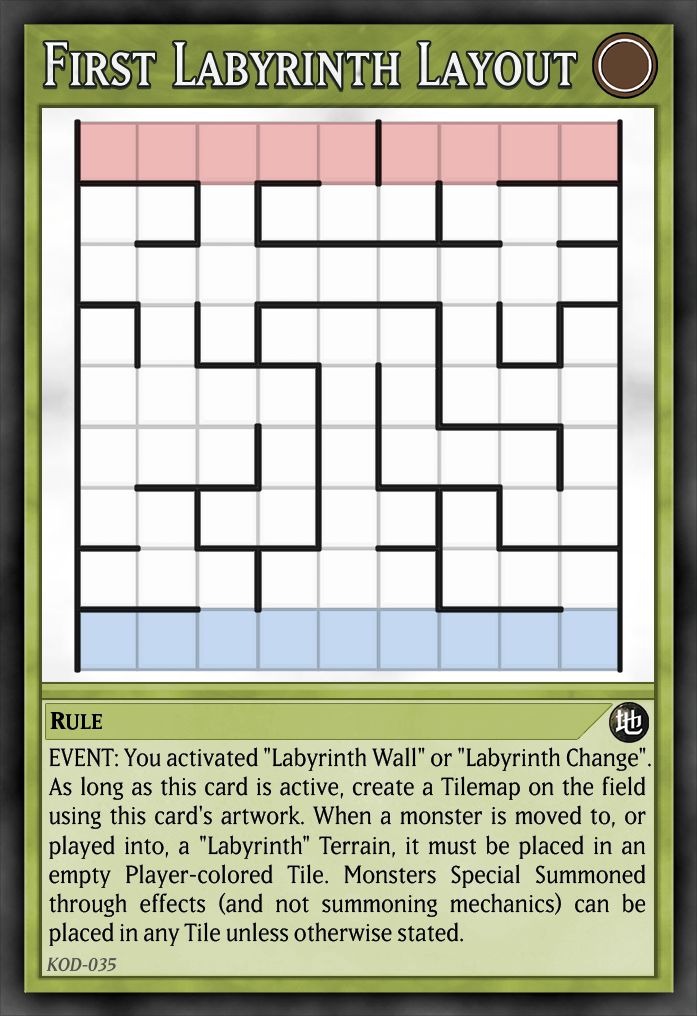 First Labyrinth Layout
Rule
EVENT: You activated "Labyrinth Wall" or "Labyrinth Change".
As long as this card is active, create a Tilemap on the field
using this card's artwork. When a monster is moved to, or
played into, a "Labyrinth" Terrain, it must be placed in an
empty Player-colored Tile. Monsters Special Summoned
through effects (and not summoning mechanics) can be
placed in any Tile unless otherwise stated.
KOD-035